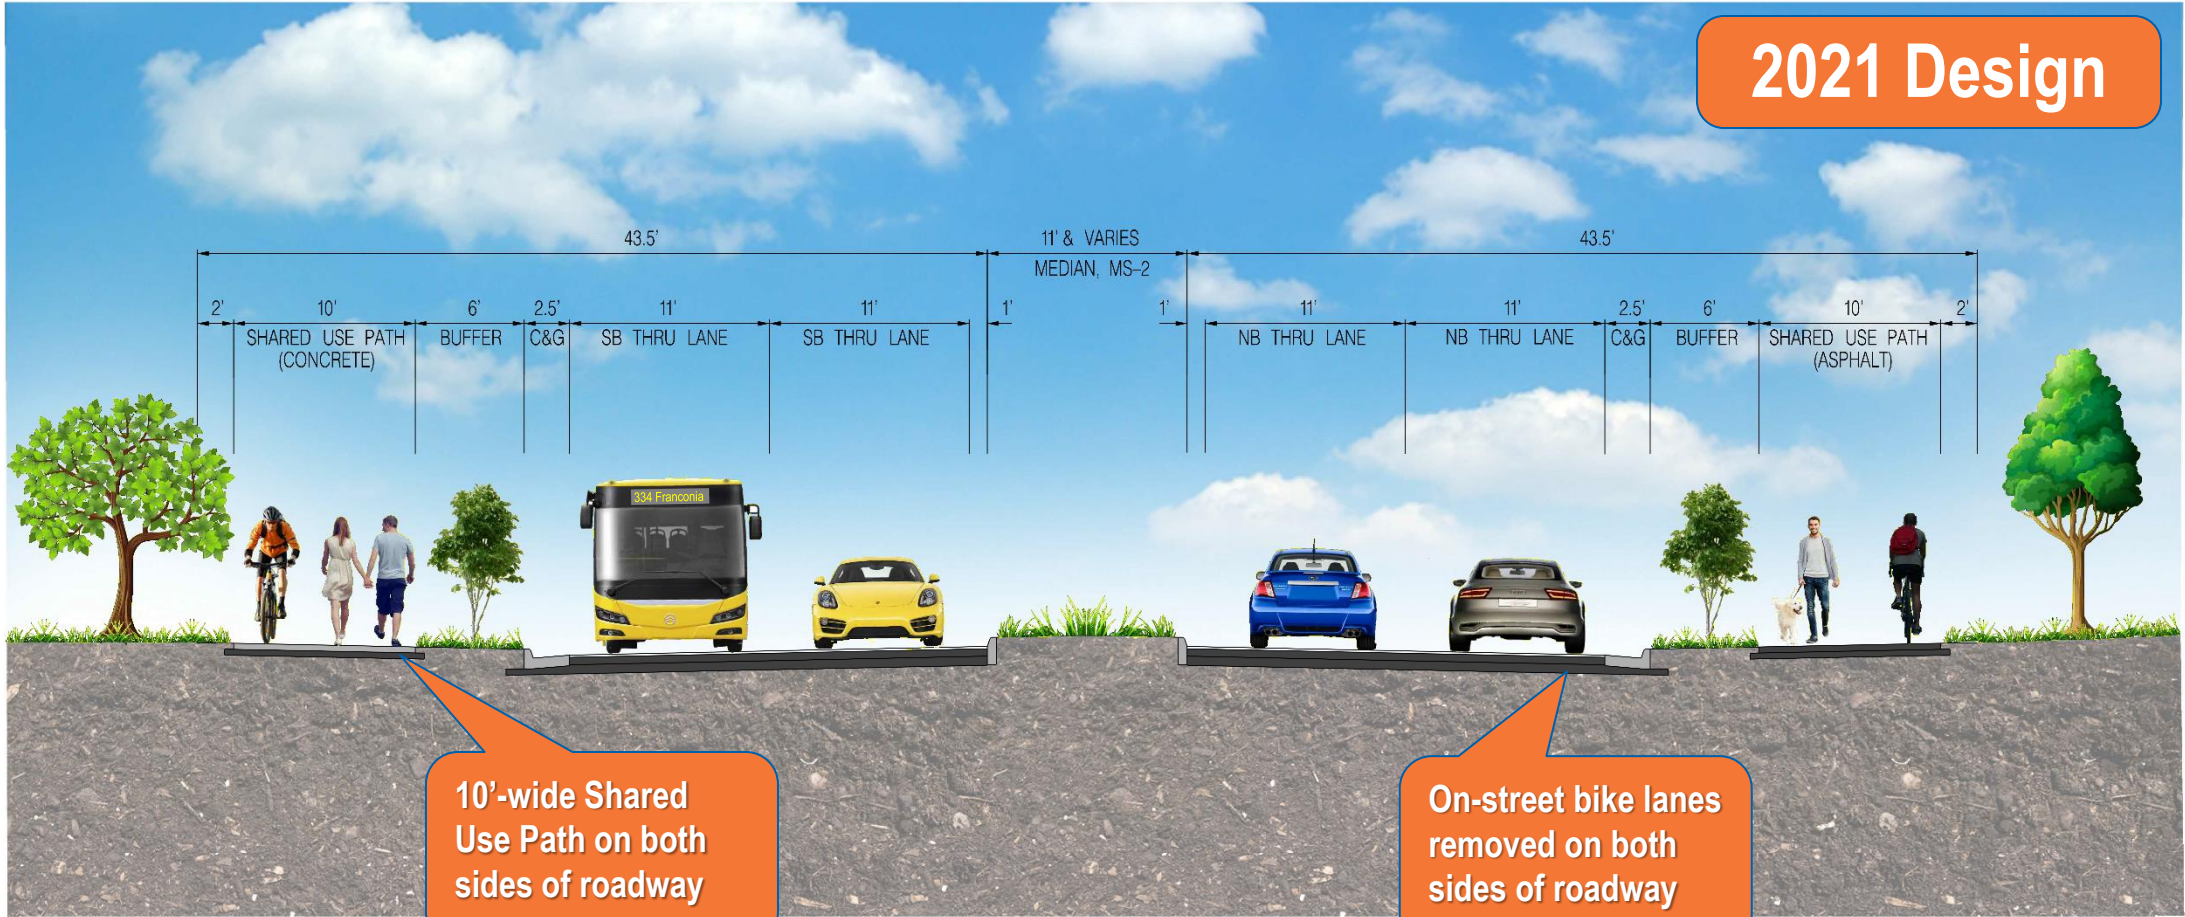 2021 Design
43.5'
11' & VARIES
MEDIAN, MS-2
43.5'
2'
10'
6'
2.5'
11'
11'
1'
1'
11'
11'
2.5'
6'
10'
2'
SHARED USE PATH
(CONCRETE)
BUFFER
C&G
SB THRU LANE
SB THRU LANE
NB THRU LANE
NB THRU LANE
C&G
BUFFER
SHARED USE PATH
(ASPHALT)
334 Franconia
10’-wide Shared
Use Path on both
sides of roadway
On-street bike lanes
removed on both
sides of roadway